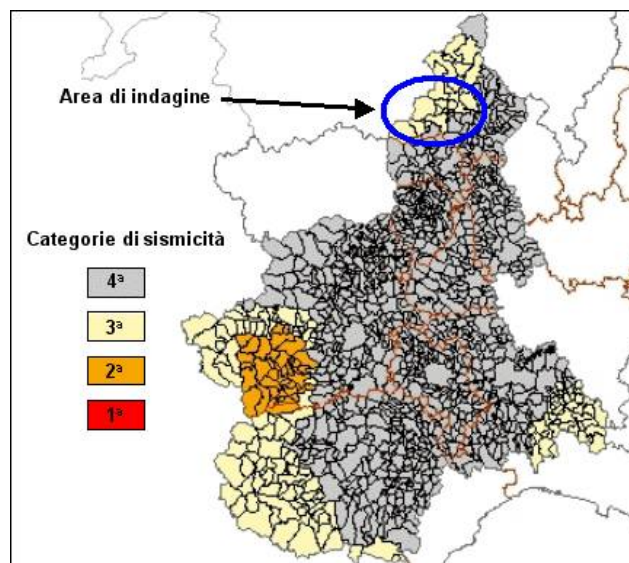 Area di indagine
Categorie di sismicità
4ª
3ª
2ª
1ª